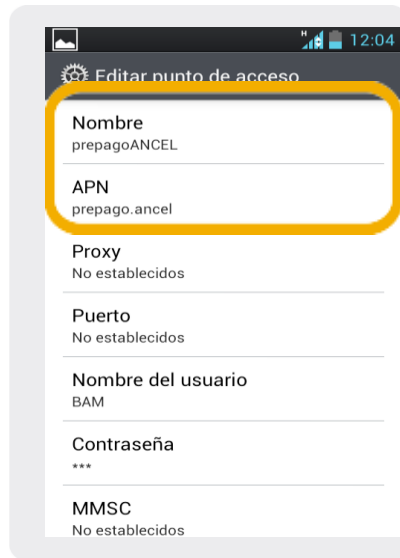 H 12:04
Editar punto de acceso
Nombre
prepagoANCEL
APN
prepago.ancel
Proxy
No establecidos
Puerto
No establecidos
Nombre del usuario
BAM
Contraseña
***
MMSC
No establecidos